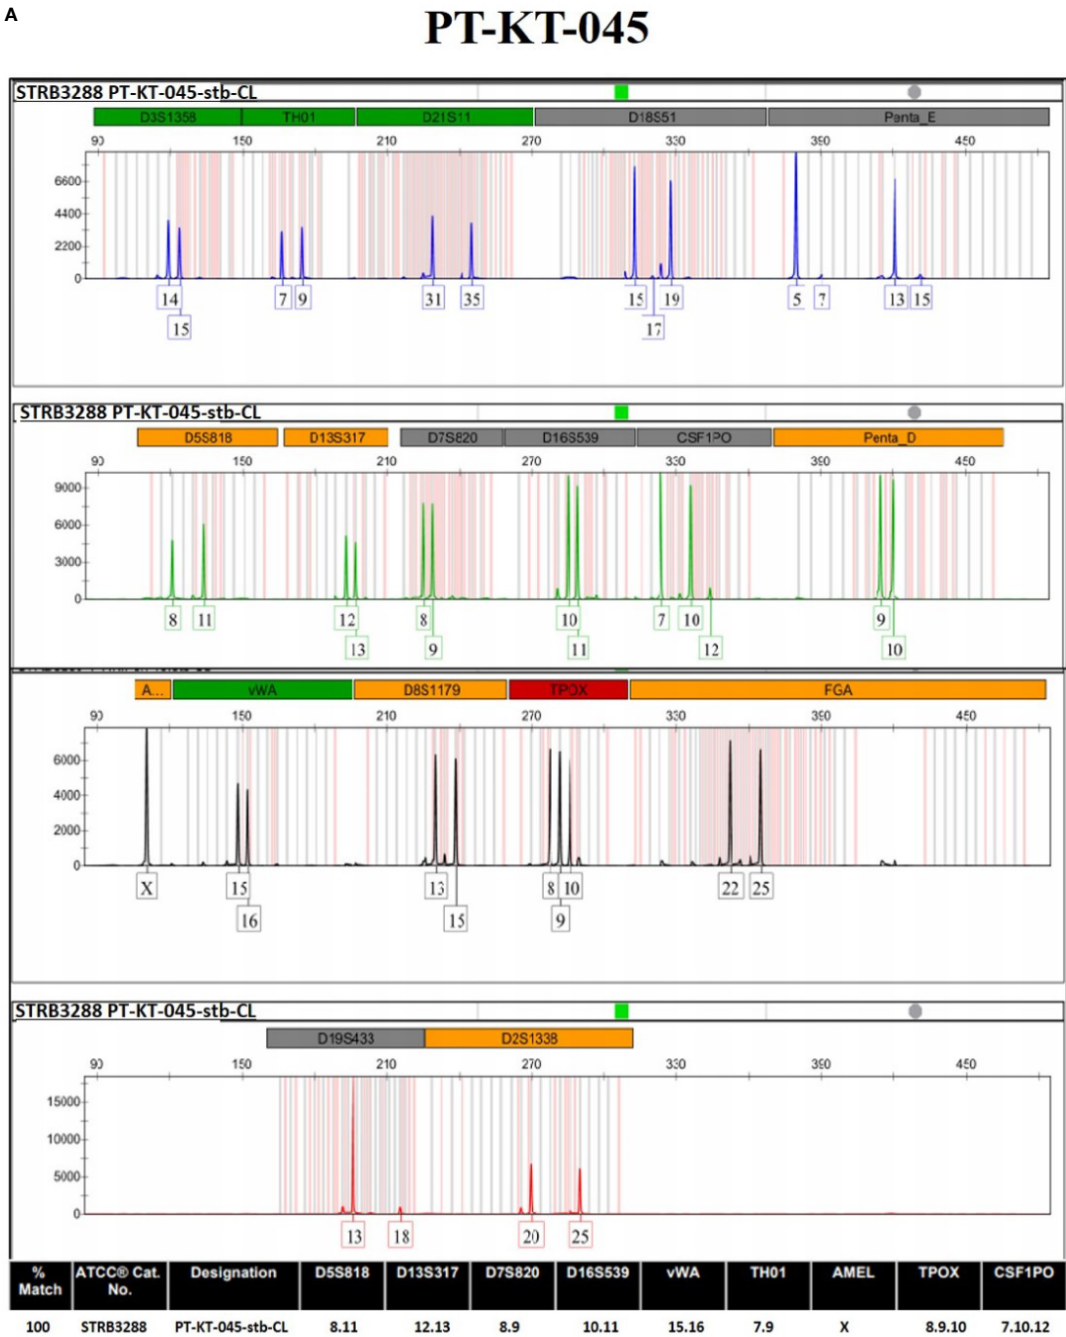 A
PT-KT-045
STRB3288 PT-KT-045-stb-CL
D3S1358 TH01 D21S11 D18S51 Penta_E
90 150 210 270 330 390 450
6600
4400
2200
0
14 7 9 31 35 15 19 5 7 13 15
15 17
STRB3288 PT-KT-045-stb-CL
D5S818 D13S317 D7S820 D16S539 CSF1PO Penta_D
90 150 210 270 330 390 450
9000
6000
3000
0
8 11 12 8 10 7 10 9
13 9 11 12 10
A... vWA D8S1179 TPOX FGA
90 150 210 270 330 390 450
6000
4000
2000
0
X 15 13 8 10 22 25
16 15 9
STRB3288 PT-KT-045-stb-CL
D19S433 D2S1338
90 150 210 270 330 390 450
15000
10000
5000
0
13 18 20 25
% Match ATCC® Cat. No. Designation D5S818 D13S317 D7S820 D16S539 vWA TH01 AMEL TPOX CSF1PO
100 STRB3288 PT-KT-045-stb-CL 8.11 12.13 8.9 10.11 15.16 7.9 X 8.9.10 7.10.12